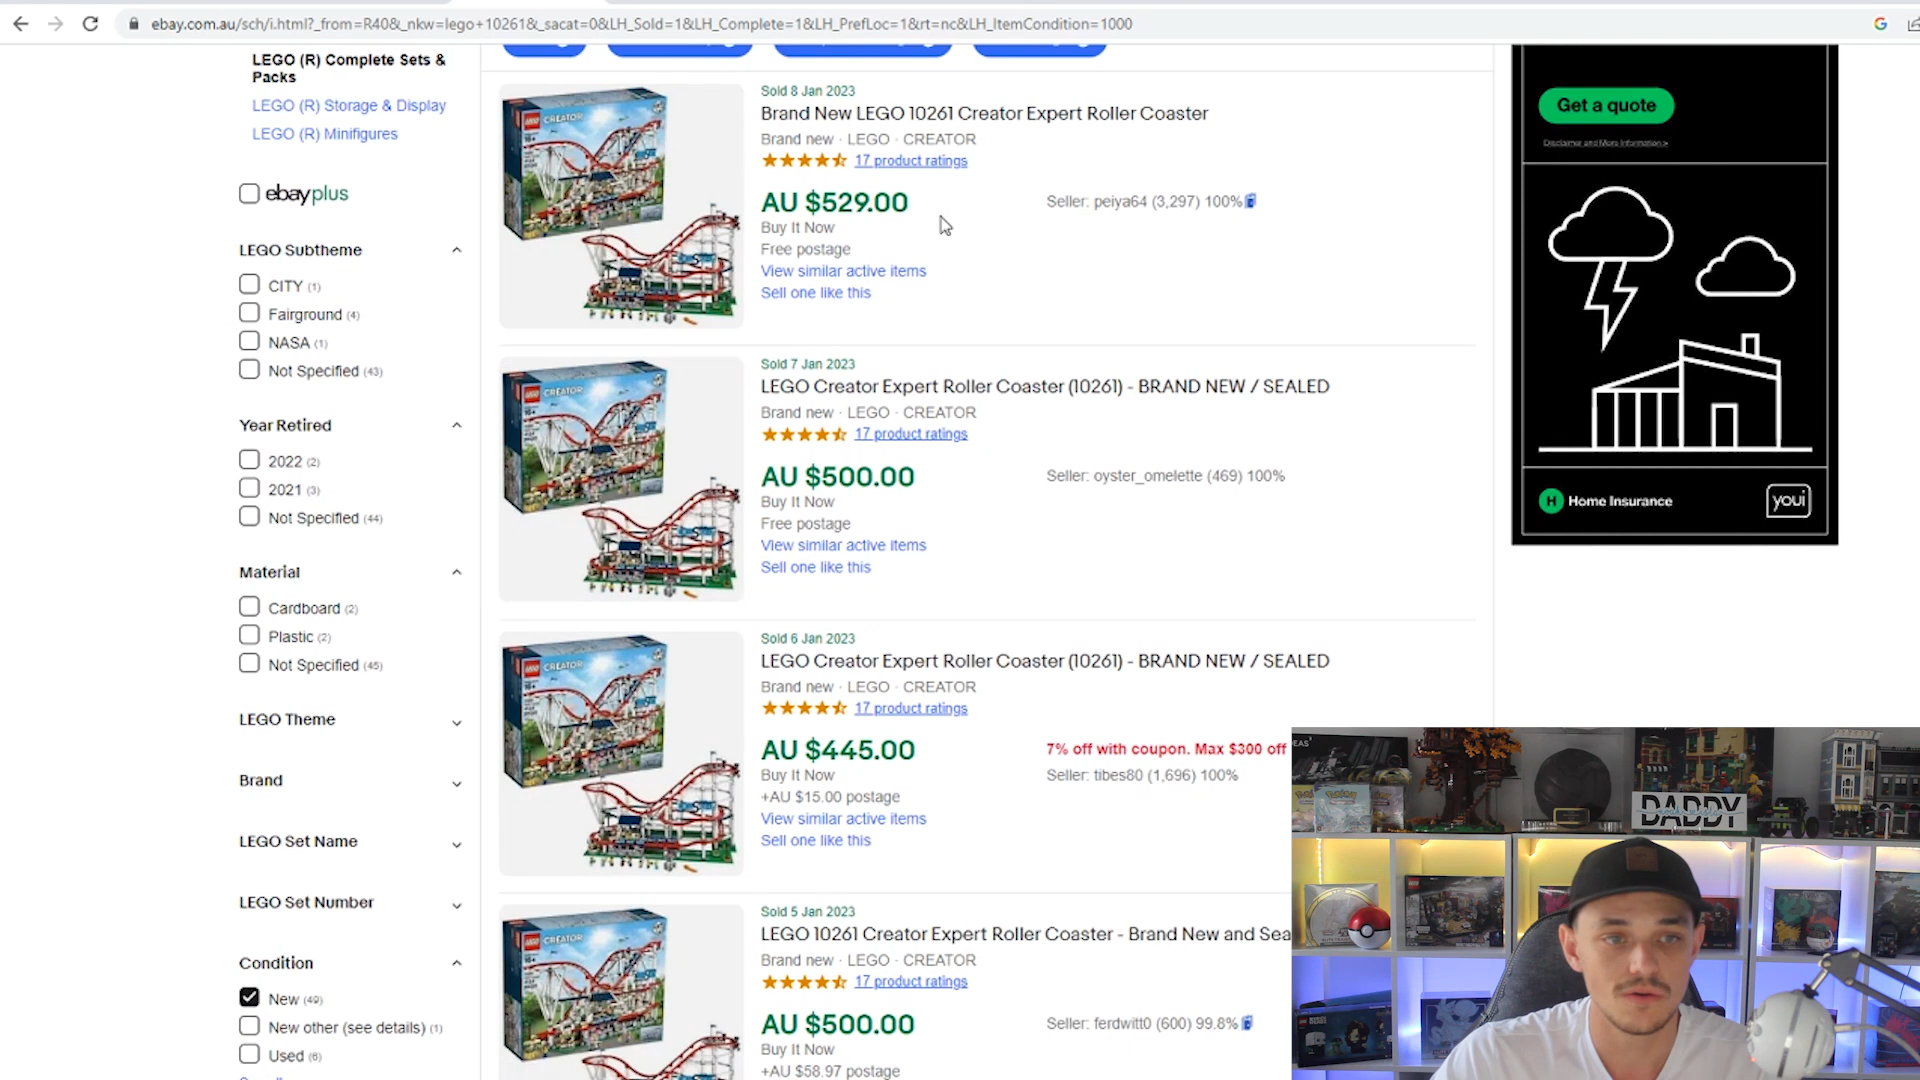 ebay.com.au/sch/i.html?_from=R40&_nkw=lego+10261&_sacat=0&LH_Sold=1&LH_Complete=1&LH_PrefLoc=1&rt=nc&LH_ItemCondition=1000
LEGO (R) Complete Sets &
Packs
LEGO (R) Storage & Display
LEGO (R) Minifigures
ebayplus
LEGO Subtheme
CITY (1)
Fairground (4)
NASA (1)
Not Specified (43)
Year Retired
2022 (2)
2021 (3)
Not Specified (44)
Material
Cardboard (2)
Plastic (2)
Not Specified (45)
LEGO Theme
Brand
LEGO Set Name
LEGO Set Number
Condition
New (49)
New other (see details) (1)
Used (6)
Sold 8 Jan 2023
Brand New LEGO 10261 Creator Expert Roller Coaster
Brand new · LEGO · CREATOR
17 product ratings
AU $529.00
Seller: peiya64 (3,297) 100%
Buy It Now
Free postage
View similar active items
Sell one like this
Sold 7 Jan 2023
LEGO Creator Expert Roller Coaster (10261) - BRAND NEW / SEALED
Brand new · LEGO · CREATOR
17 product ratings
AU $500.00
Seller: oyster_omelette (469) 100%
Buy It Now
Free postage
View similar active items
Sell one like this
Sold 6 Jan 2023
LEGO Creator Expert Roller Coaster (10261) - BRAND NEW / SEALED
Brand new · LEGO · CREATOR
17 product ratings
AU $445.00
7% off with coupon. Max $300 off
Seller: tibes80 (1,696) 100%
Buy It Now
+AU $15.00 postage
View similar active items
Sell one like this
Sold 5 Jan 2023
LEGO 10261 Creator Expert Roller Coaster - Brand New and Sea
Brand new · LEGO · CREATOR
17 product ratings
AU $500.00
Seller: ferdwitt0 (600) 99.8%
Buy It Now
+AU $58.97 postage
LEGO CREATOR
LEGO CREATOR
LEGO CREATOR
LEGO CREATOR
Get a quote
Disclaimer and More Information >
H Home Insurance
youi
DADDY